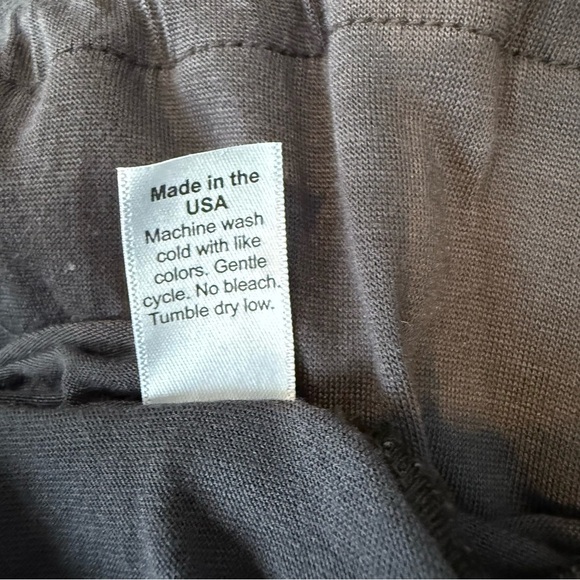 Made in the
USA
Machine wash
cold with like
colors. Gentle
cycle. No bleach.
Tumble dry low.